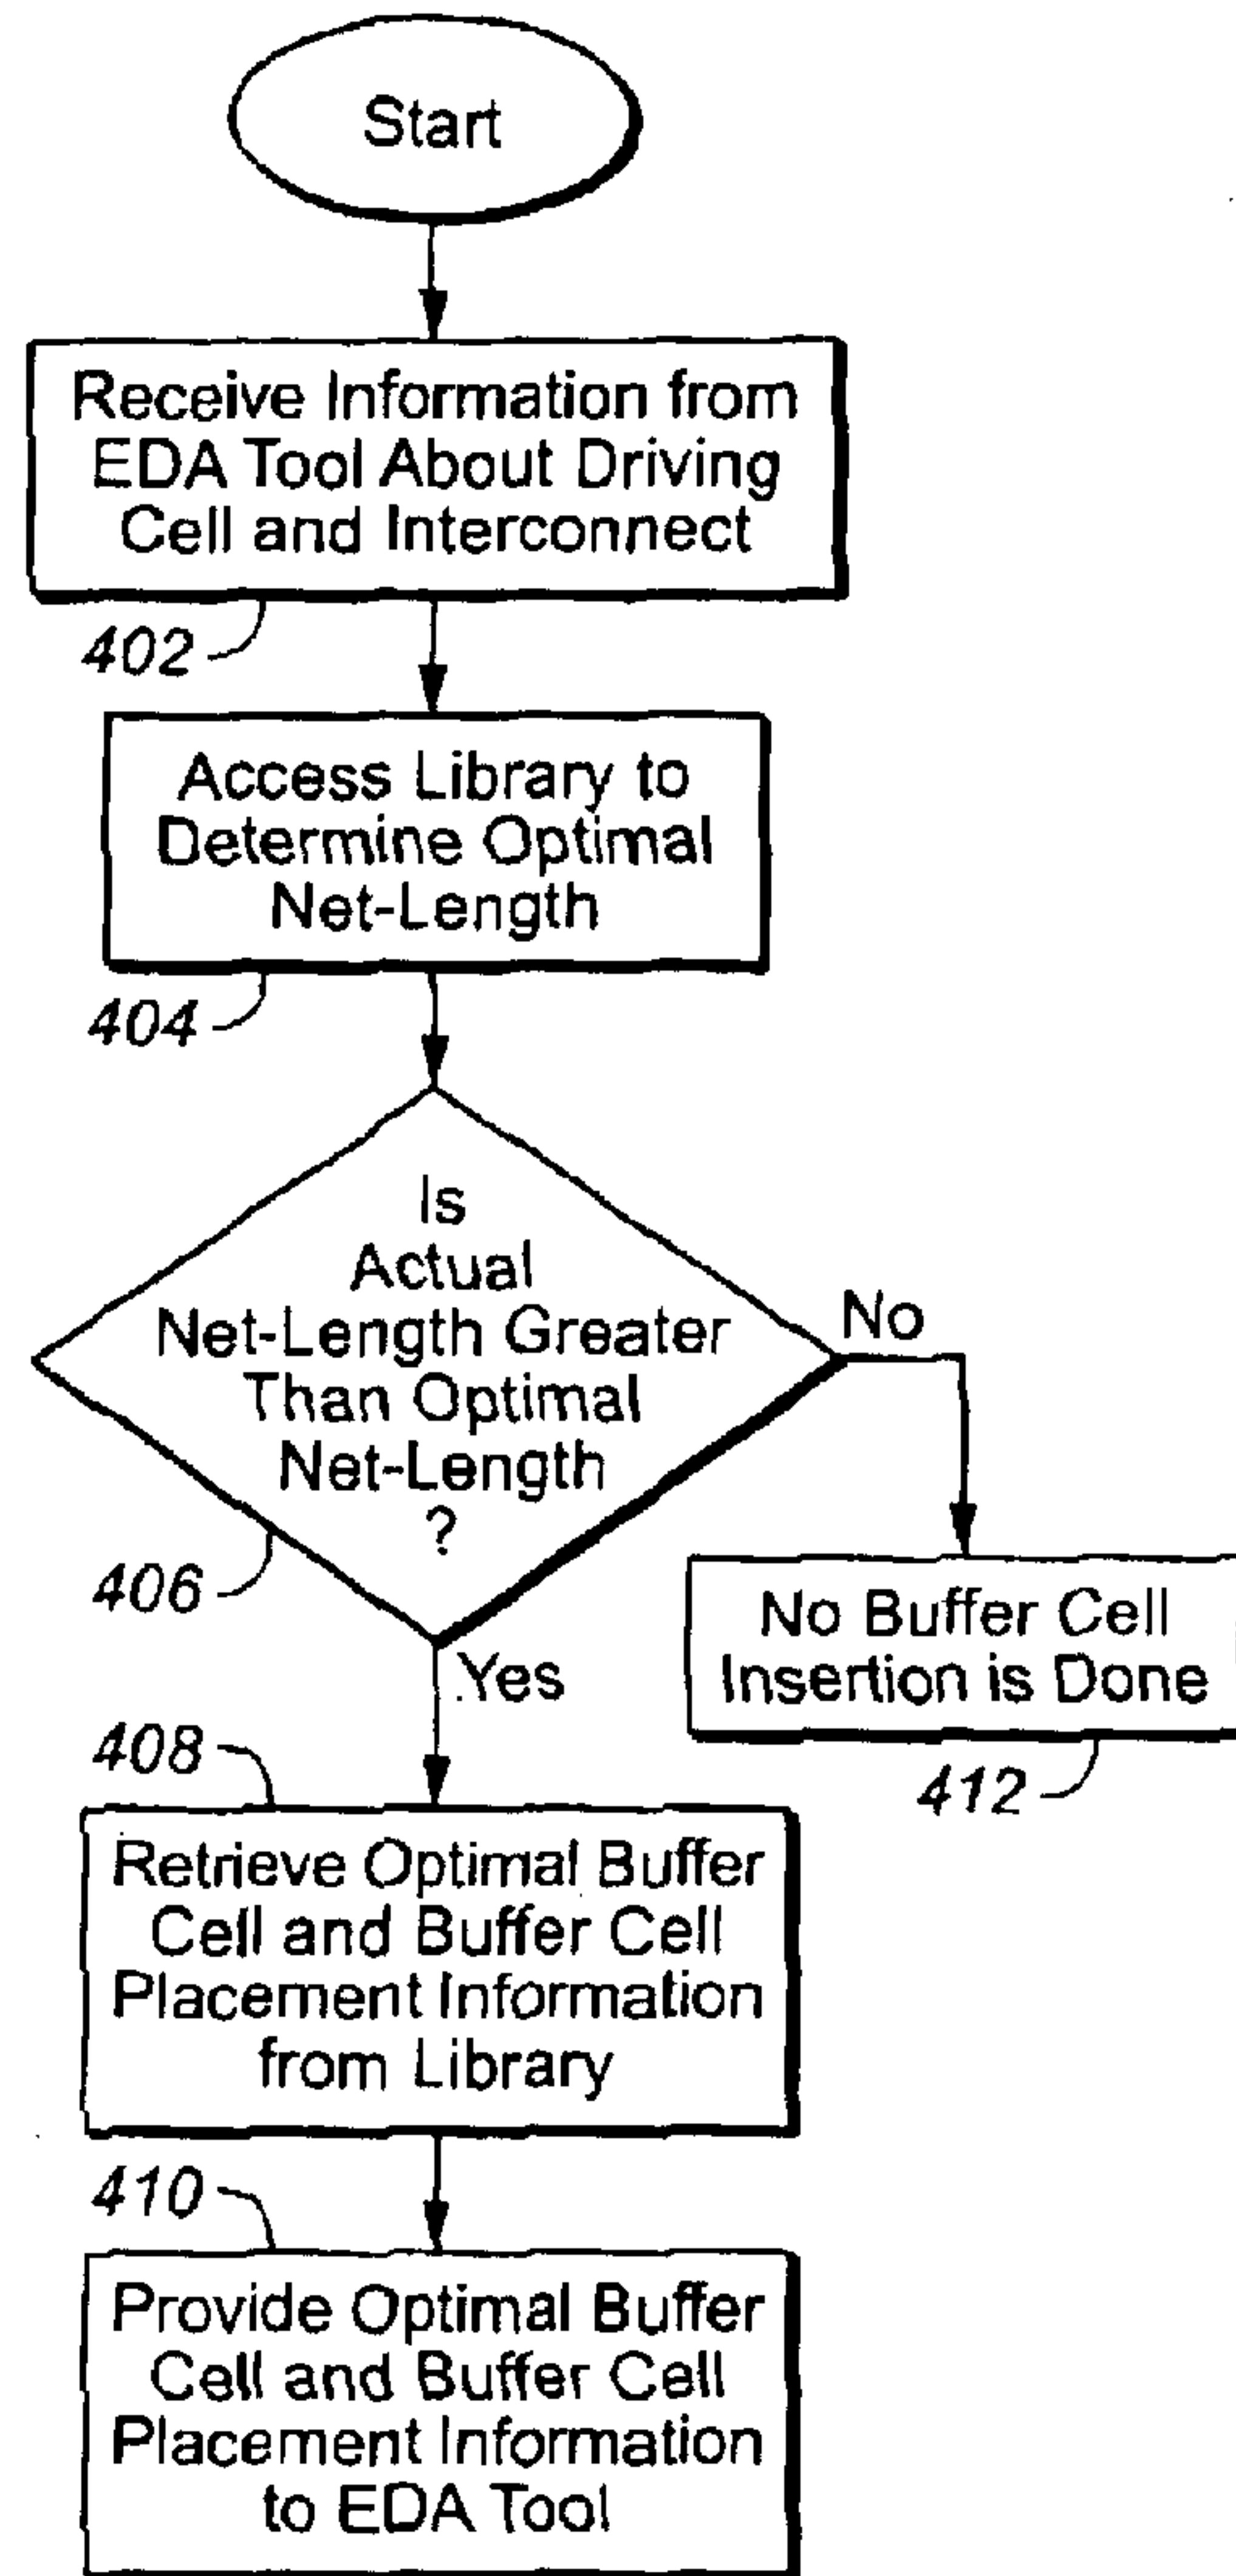 Start
Receive Information from
EDA Tool About Driving
Cell and Interconnect
402
Access Library to
Determine Optimal
Net-Length
404
Is
Actual
Net-Length Greater
Than Optimal
Net-Length
?
406
No
No Buffer Cell
Insertion is Done
412
Yes
408
Retrieve Optimal Buffer
Cell and Buffer Cell
Placement Information
from Library
410
Provide Optimal Buffer
Cell and Buffer Cell
Placement Information
to EDA Tool